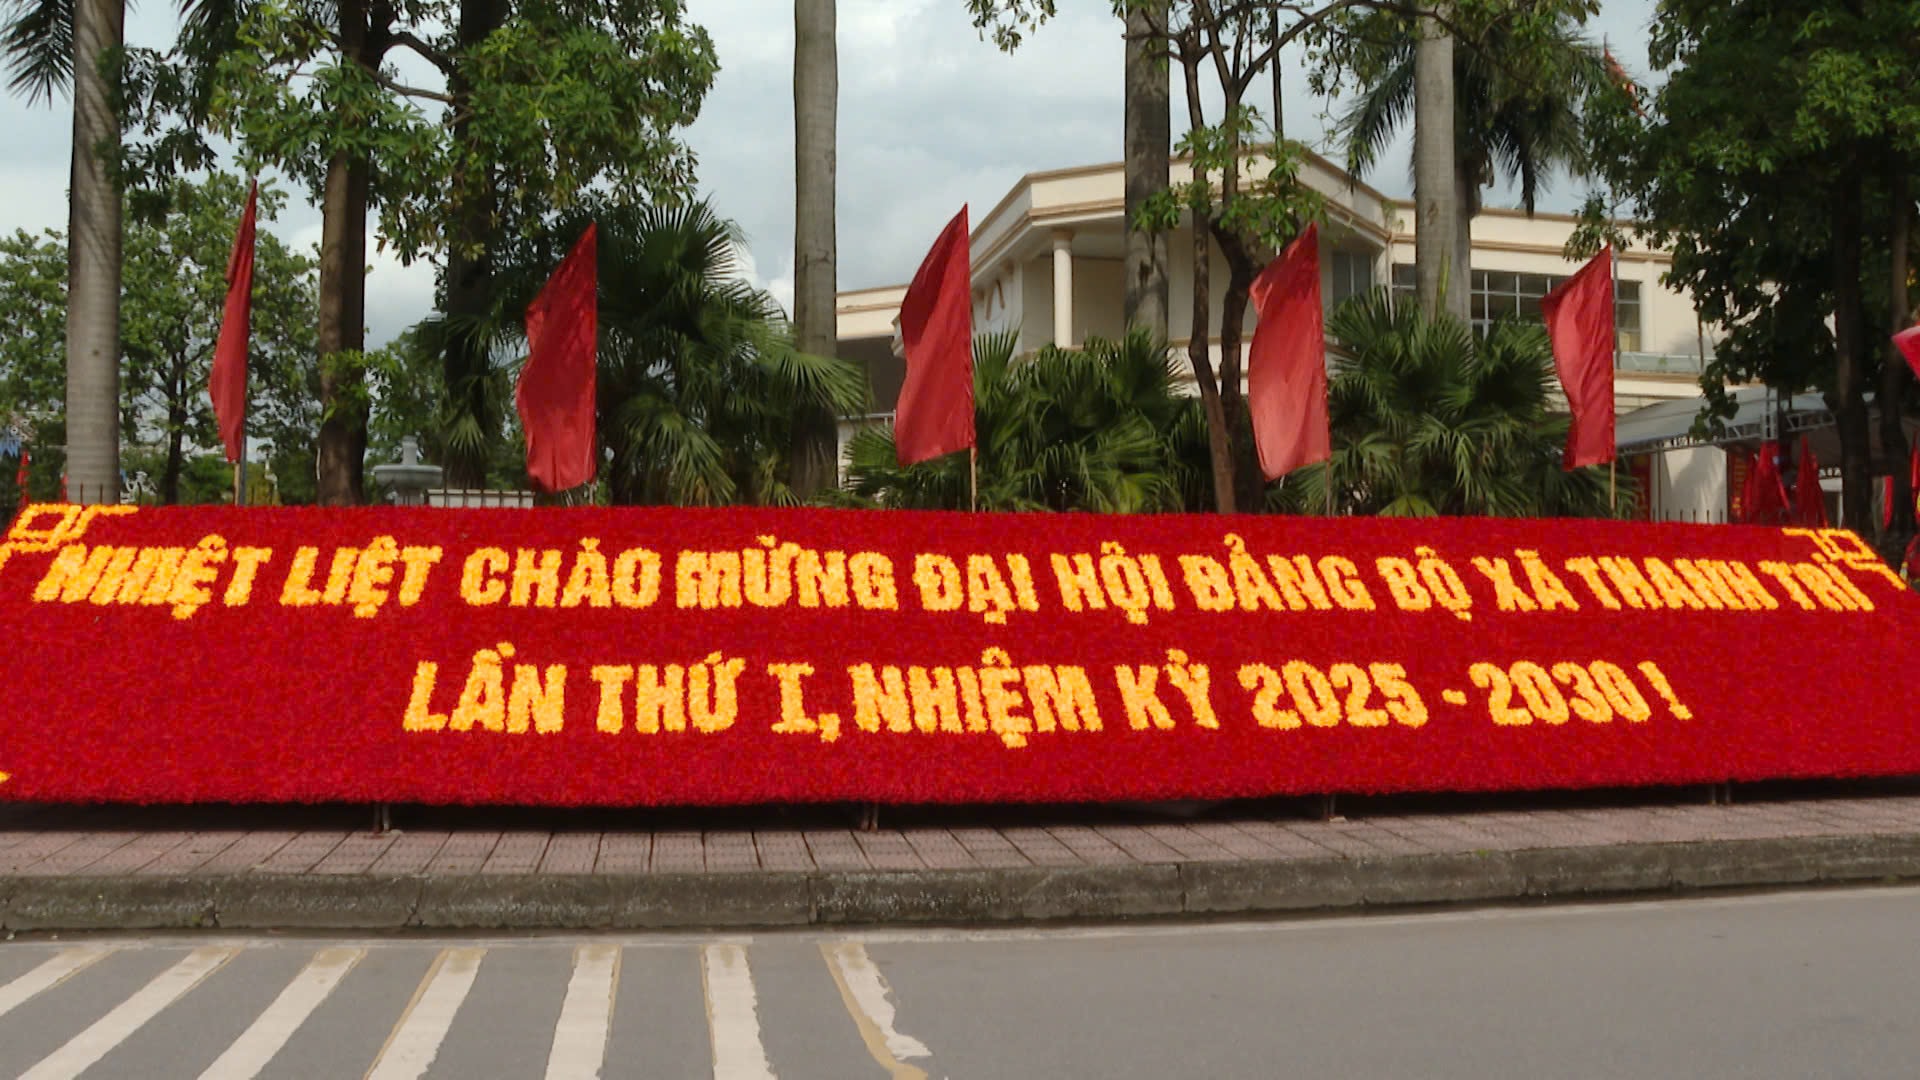 NHIỆT LIỆT CHÀO MỪNG ĐẠI HỘI ĐẢNG BỘ XÃ THANH TRÌ
LẦN THỨ I, NHIỆM KỲ 2025 - 2030 !